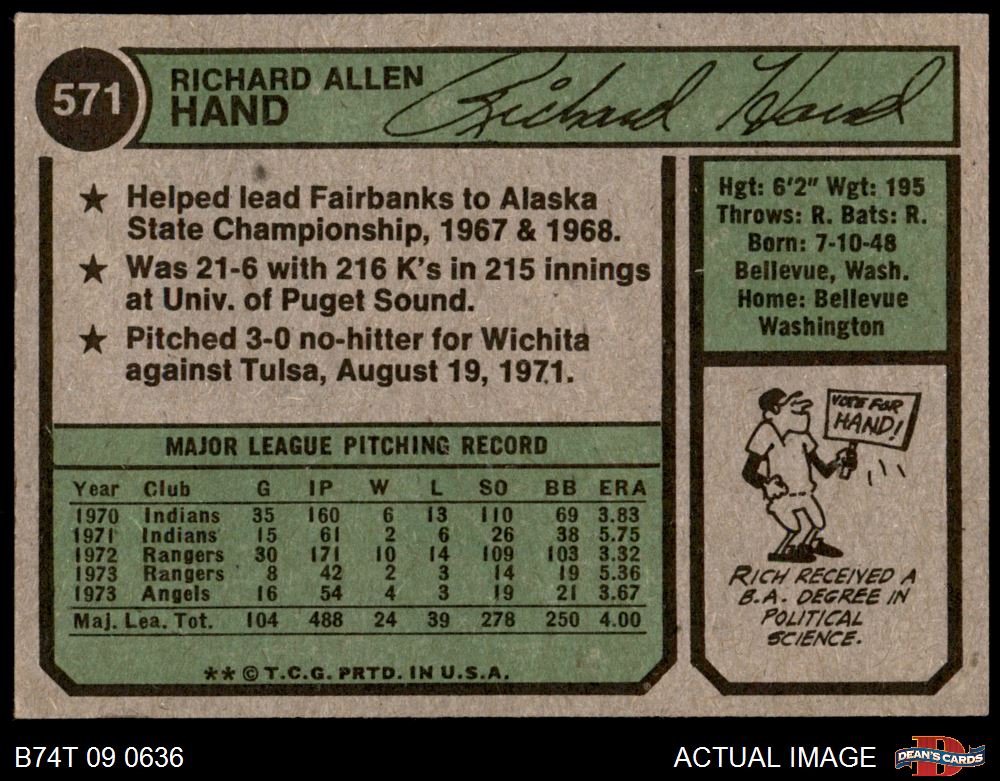 571
RICHARD ALLEN
HAND
Richard Hand
★ Helped lead Fairbanks to Alaska
State Championship, 1967 & 1968.
★ Was 21-6 with 216 K's in 215 innings
at Univ. of Puget Sound.
★ Pitched 3-0 no-hitter for Wichita
against Tulsa, August 19, 1971.
Hgt: 6'2" Wgt: 195
Throws: R. Bats: R.
Born: 7-10-48
Bellevue, Wash.
Home: Bellevue
Washington
MAJOR LEAGUE PITCHING RECORD
Year Club G IP W L SO BB ERA
1970 Indians 35 160 6 13 110 69 3.83
1971 Indians 15 61 2 6 26 38 5.75
1972 Rangers 30 171 10 14 109 103 3.32
1973 Rangers 8 42 2 3 14 19 5.36
1973 Angels 16 54 4 3 19 21 3.67
Maj. Lea. Tot. 104 488 24 39 278 250 4.00
** © T.C.G. PRTD. IN U.S.A.
VOTE FOR
HAND!
RICH RECEIVED A
B.A. DEGREE IN
POLITICAL
SCIENCE.
B74T 09 0636
ACTUAL IMAGE
D
DEAN'S CARDS